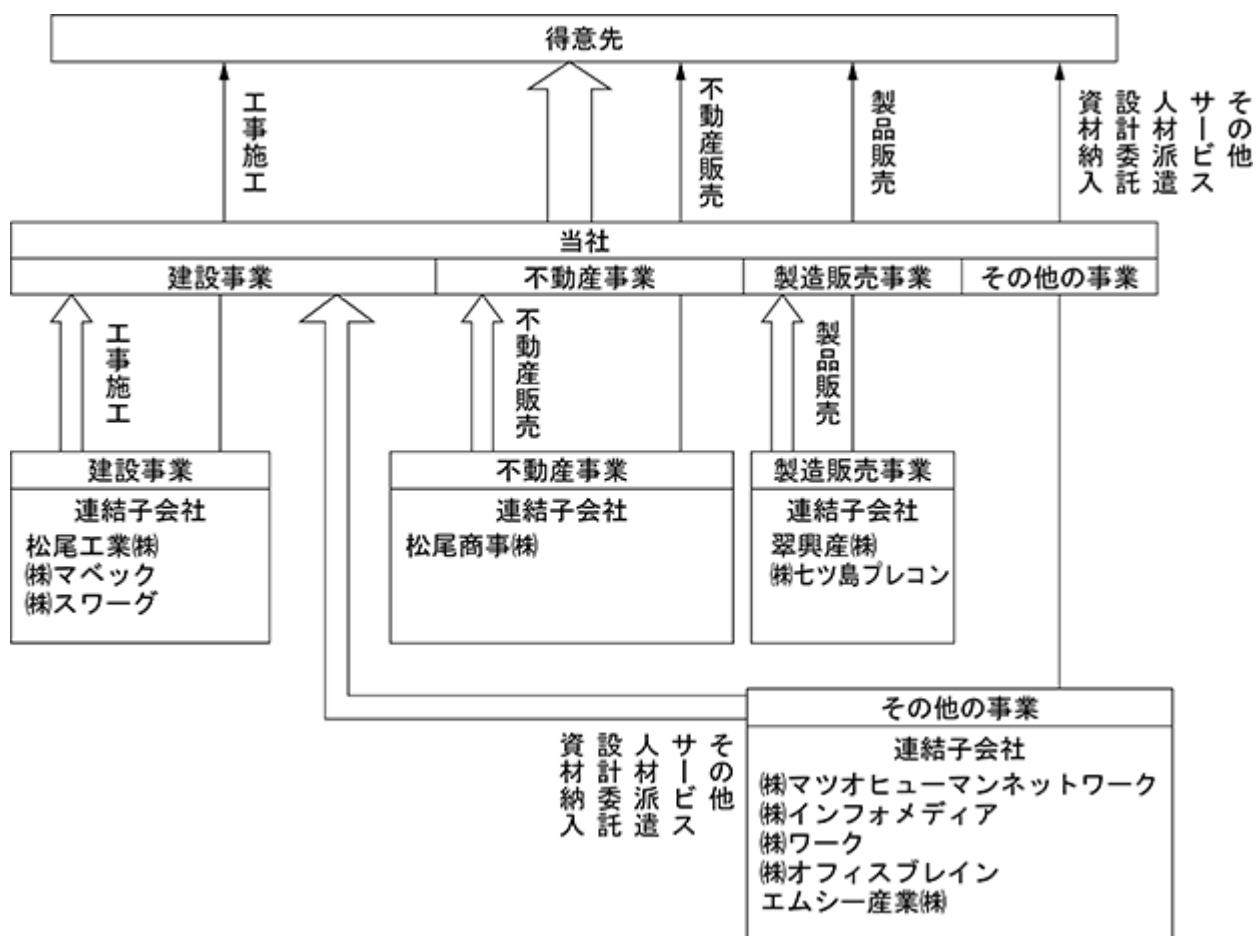 得意先
工事施工
不動産販売
製品販売
その他
サービス
人材派遣
設計委託
資材納入
当社
建設事業
不動産事業
製造販売事業
その他の事業
工事施工
不動産販売
製品販売
建設事業
連結子会社
松尾工業㈱
㈱マベック
㈱スワーグ
不動産事業
連結子会社
松尾商事㈱
製造販売事業
連結子会社
翠興産㈱
㈱七ツ島プレコン
その他
サービス
人材派遣
設計委託
資材納入
その他の事業
連結子会社
㈱マツオヒューマンネットワーク
㈱インフォメディア
㈱ワーク
㈱オフィスブレイン
エムシー産業㈱